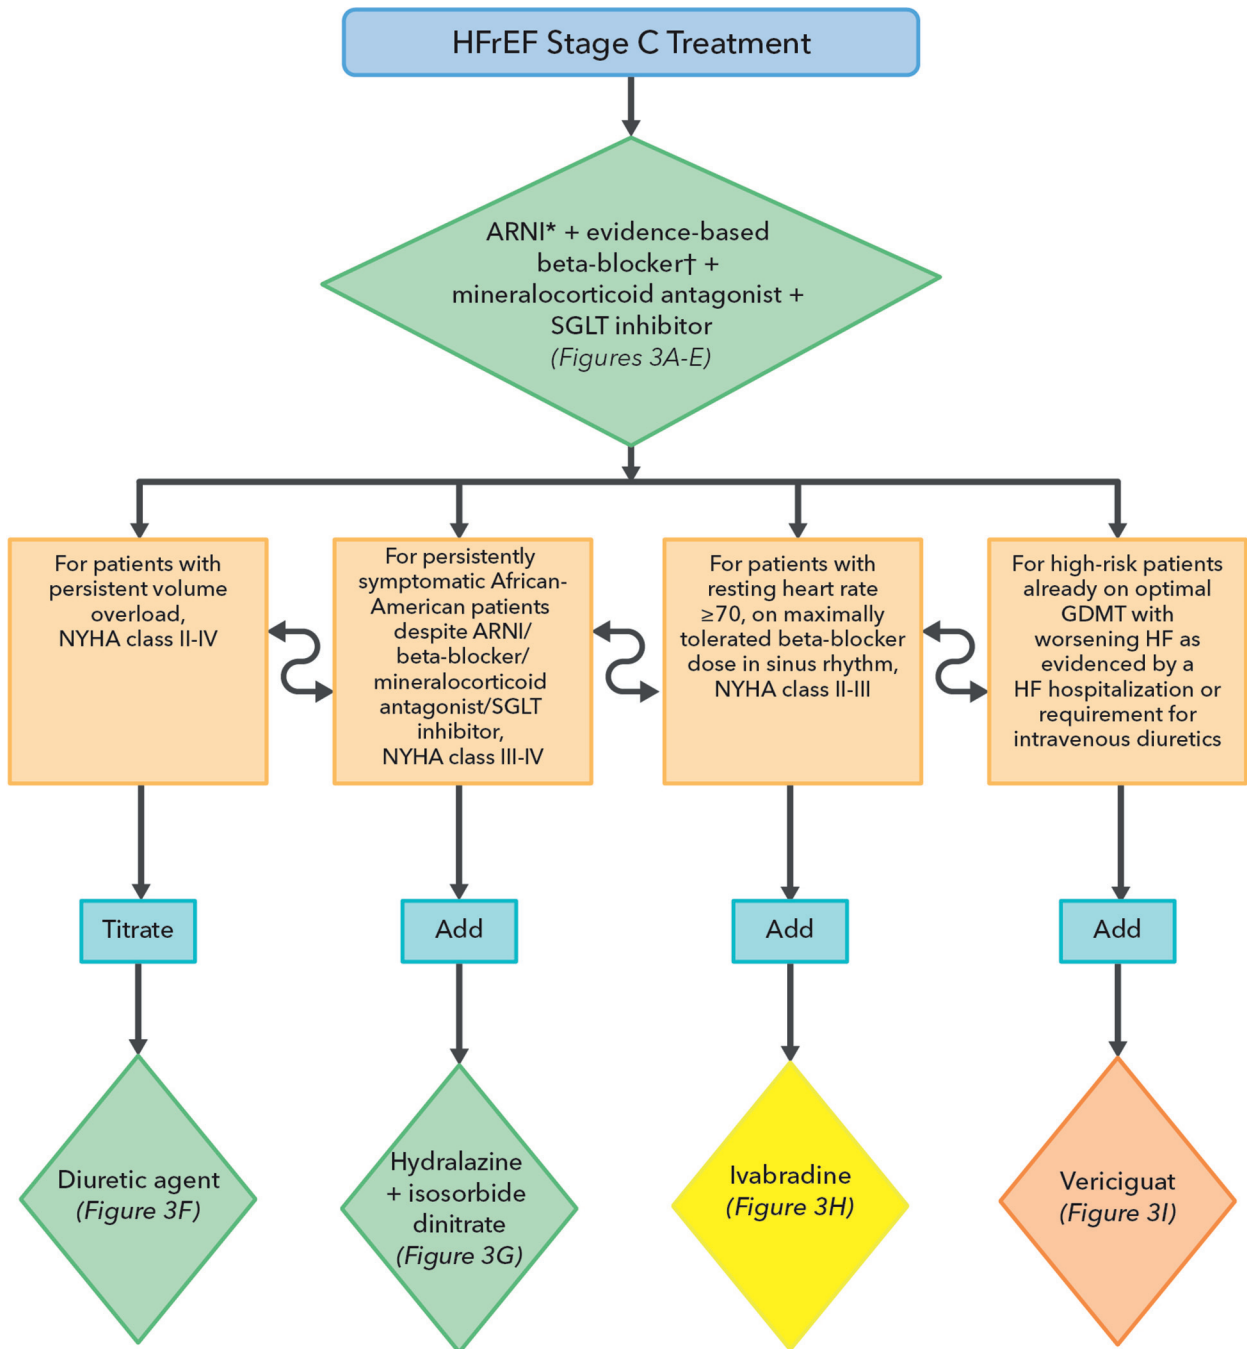 HFrEF Stage C Treatment
ARNI* + evidence-based
beta-blocker† +
mineralocorticoid antagonist +
SGLT inhibitor
(Figures 3A-E)
For patients with
persistent volume
overload,
NYHA class II-IV
For persistently
symptomatic African-
American patients
despite ARNI/
beta-blocker/
mineralocorticoid
antagonist/SGLT
inhibitor,
NYHA class III-IV
For patients with
resting heart rate
≥70, on maximally
tolerated beta-blocker
dose in sinus rhythm,
NYHA class II-III
For high-risk patients
already on optimal
GDMT with
worsening HF as
evidenced by a
HF hospitalization or
requirement for
intravenous diuretics
Titrate
Add
Add
Add
Diuretic agent
(Figure 3F)
Hydralazine
+ isosorbide
dinitrate
(Figure 3G)
Ivabradine
(Figure 3H)
Vericiguat
(Figure 3I)